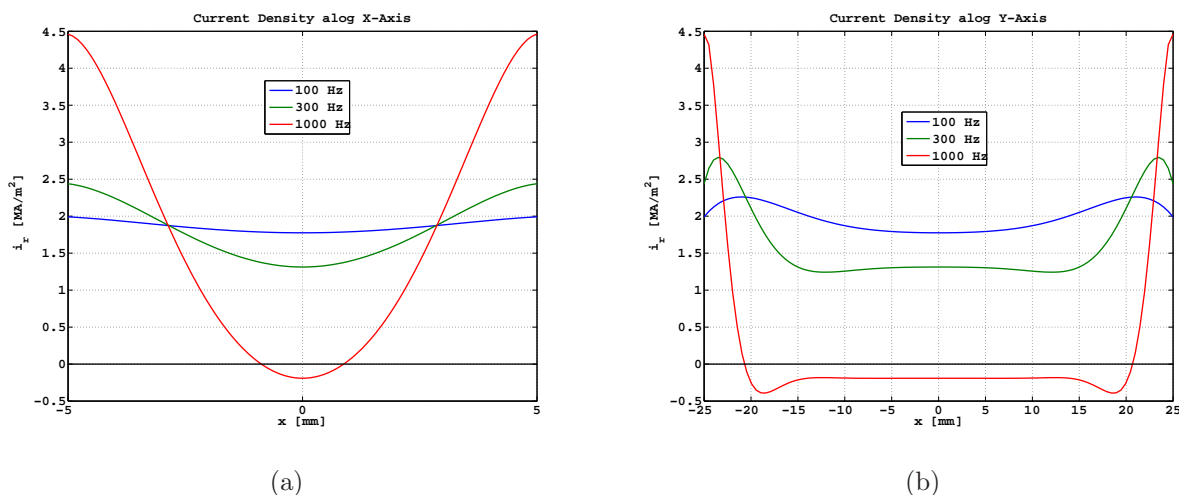 Current Density alog X-Axis
4.5
4
3.5
3
2.5
2
1.5
1
0.5
0
−0.5
i_r [MA/m²]
100 Hz
300 Hz
1000 Hz
−5
0
5
x [mm]
(a)
Current Density alog Y-Axis
4.5
4
3.5
3
2.5
2
1.5
1
0.5
0
−0.5
i_r [MA/m²]
100 Hz
300 Hz
1000 Hz
−25 −20 −15 −10 −5 0 5 10 15 20 25
x [mm]
(b)